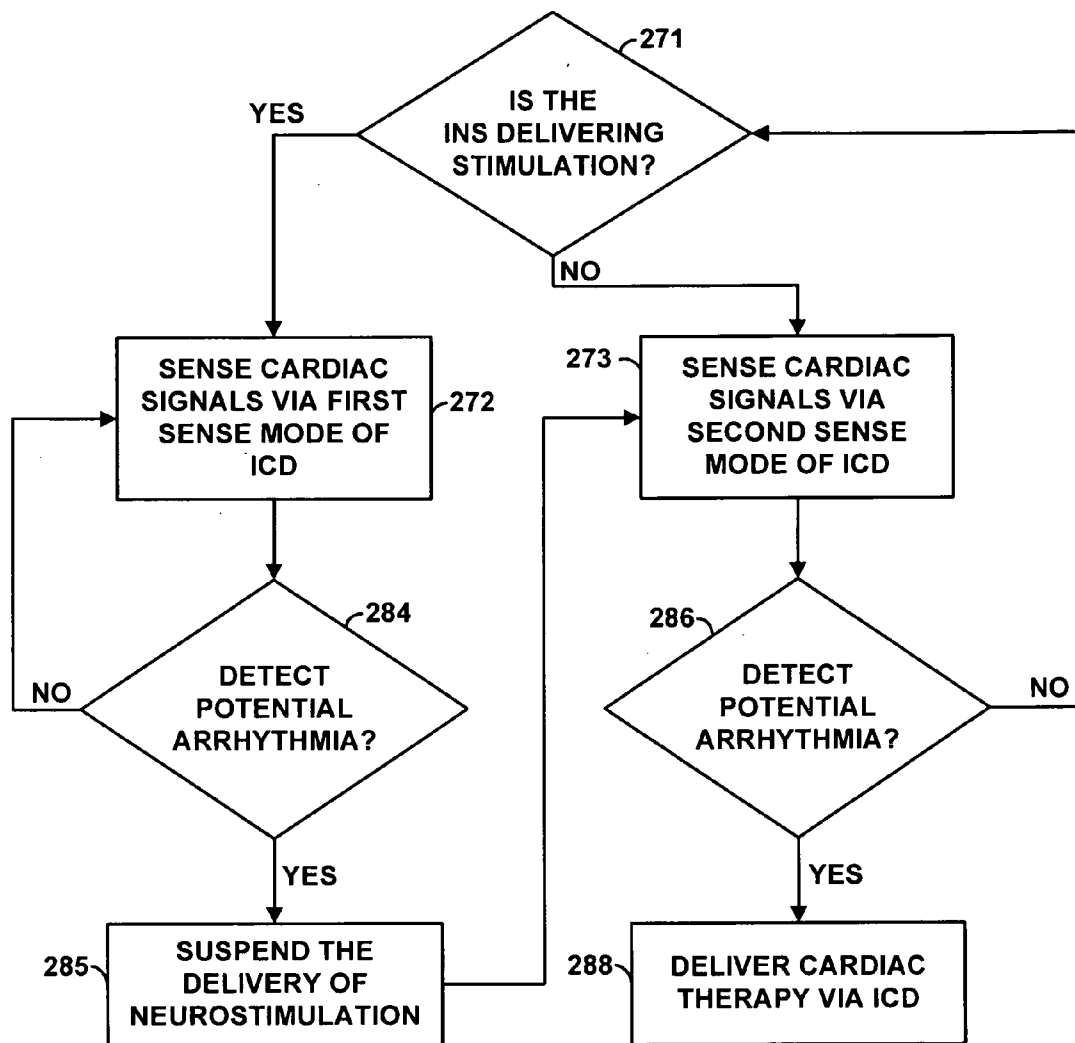 271
IS THE
INS DELIVERING
STIMULATION?
YES
NO
SENSE CARDIAC
SIGNALS VIA FIRST
SENSE MODE OF
ICD
272
273
SENSE CARDIAC
SIGNALS VIA
SECOND SENSE
MODE OF ICD
284
DETECT
POTENTIAL
ARRHYTHMIA?
NO
YES
286
DETECT
POTENTIAL
ARRHYTHMIA?
NO
YES
285
SUSPEND THE
DELIVERY OF
NEUROSTIMULATION
288
DELIVER CARDIAC
THERAPY VIA ICD